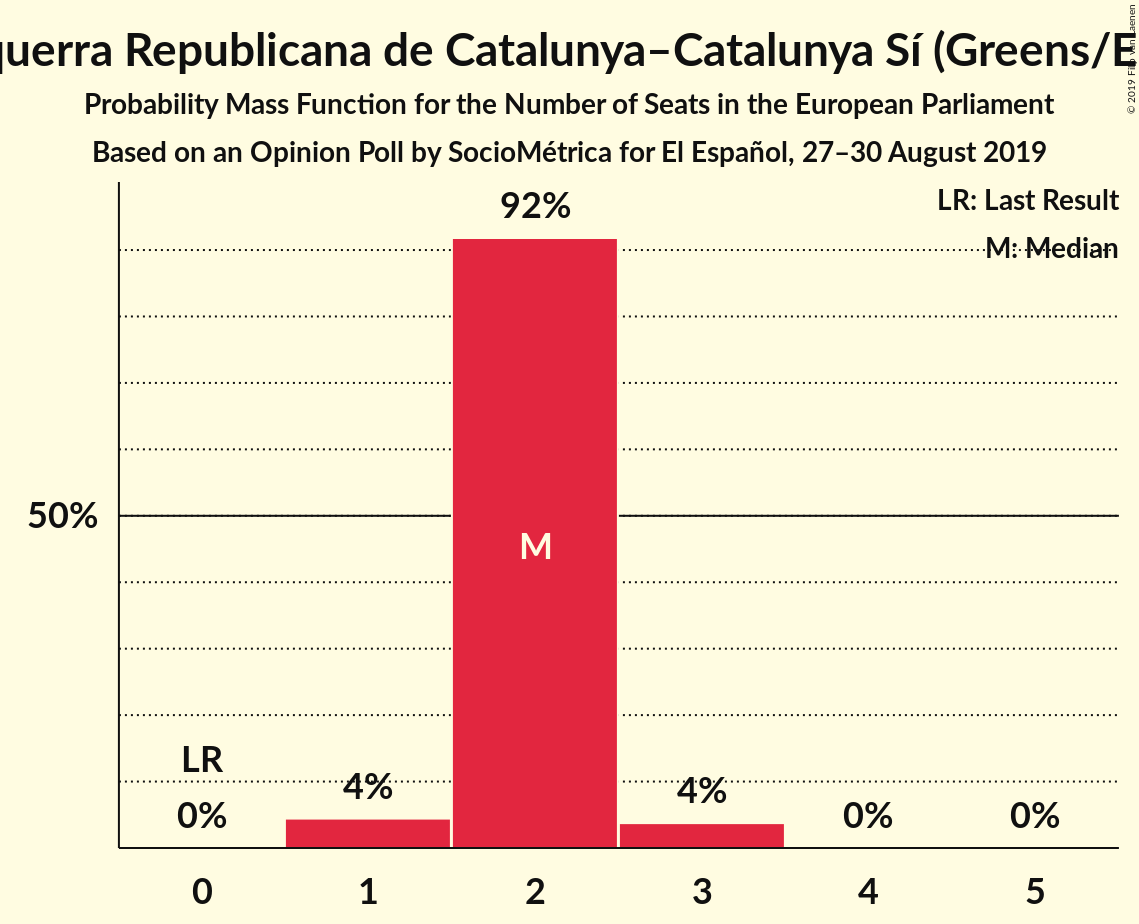 querra Republicana de Catalunya–Catalunya Sí (Greens/E
Probability Mass Function for the Number of Seats in the European Parliament
Based on an Opinion Poll by SocioMétrica for El Español, 27–30 August 2019
© 2019 Filip van Laenen
LR: Last Result
M: Median
92%
50%
M
LR
0%
4%
4%
0%
0%
0
1
2
3
4
5